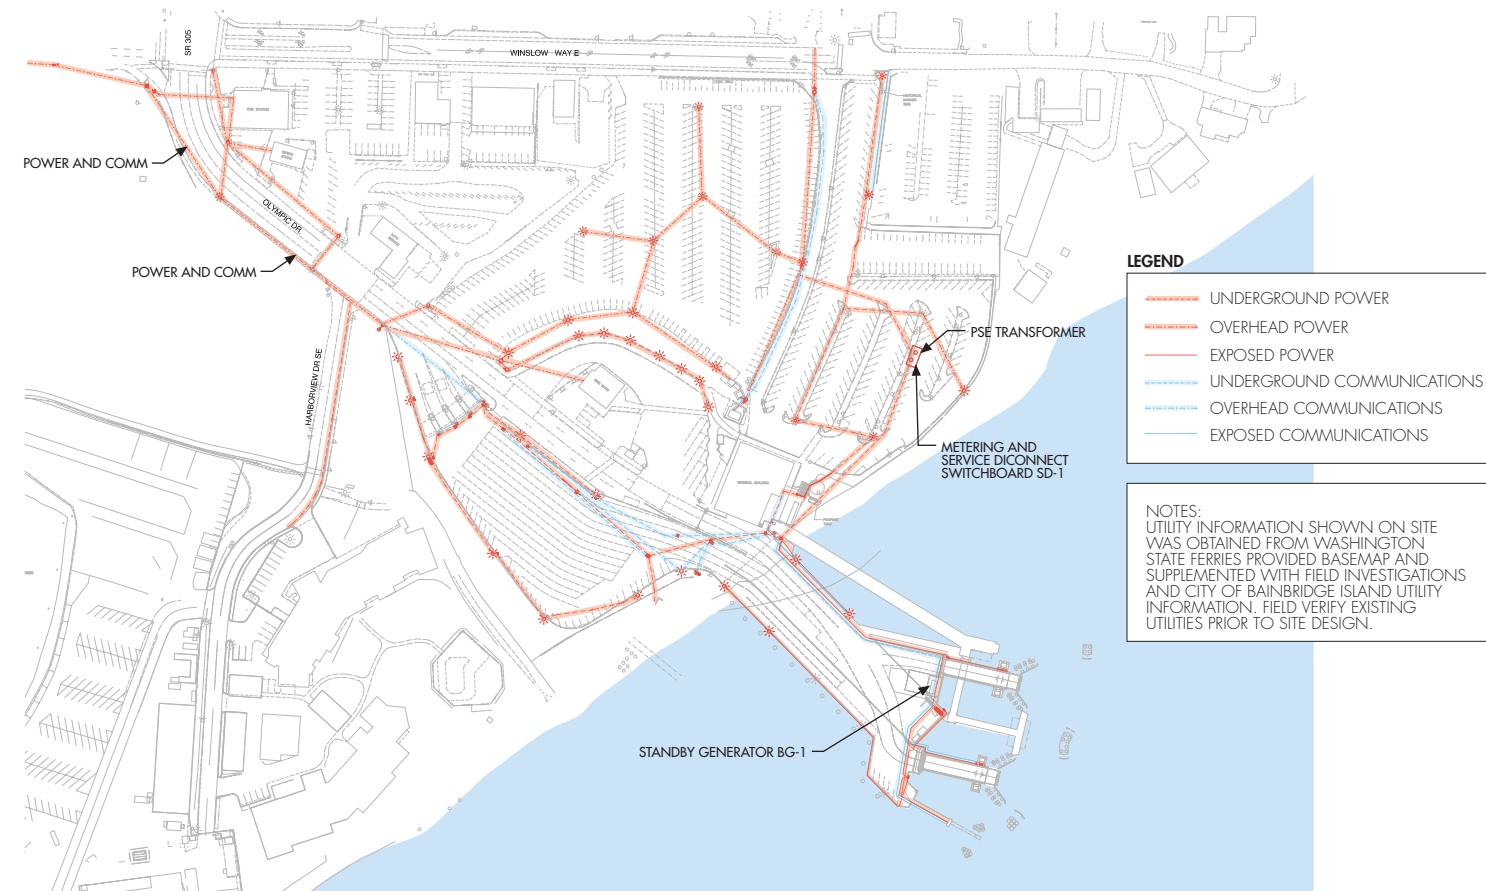 SR 305
WINSLOW WAY E
POWER AND COMM
OLYMPIC DR.
POWER AND COMM
HARBORVIEW DR SE
PSE TRANSFORMER
METERING AND
SERVICE DICONNECT
SWITCHBOARD SD-1
TERMINAL BUILDING
STANDBY GENERATOR BG-1
LEGEND
UNDERGROUND POWER
OVERHEAD POWER
EXPOSED POWER
UNDERGROUND COMMUNICATIONS
OVERHEAD COMMUNICATIONS
EXPOSED COMMUNICATIONS
NOTES:
UTILITY INFORMATION SHOWN ON SITE
WAS OBTAINED FROM WASHINGTON
STATE FERRIES PROVIDED BASEMAP AND
SUPPLEMENTED WITH FIELD INVESTIGATIONS
AND CITY OF BAINBRIDGE ISLAND UTILITY
INFORMATION. FIELD VERIFY EXISTING
UTILITIES PRIOR TO SITE DESIGN.